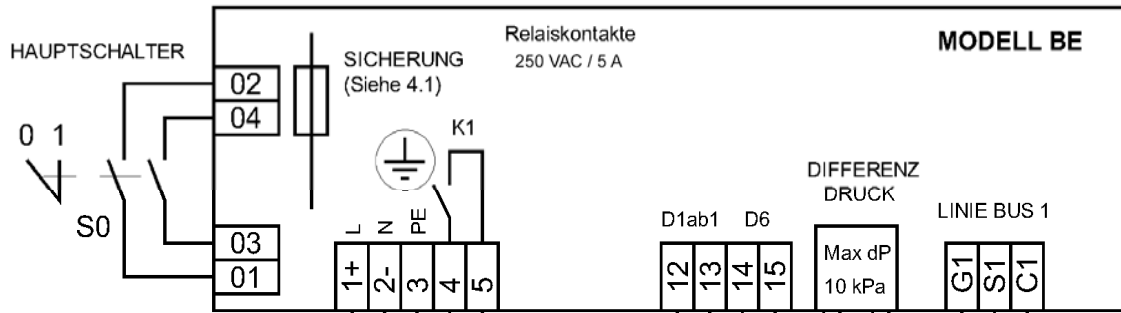 HAUPTSCHALTER
0 1
S0
02
04
03
01
SICHERUNG
(Siehe 4.1)
Relaiskontakte
250 VAC / 5 A
MODELL BE
K1
L
N
PE
1+
2-
3
4
5
D1ab1
D6
12
13
14
15
DIFFERENZ
DRUCK
Max dP
10 kPa
LINIE BUS 1
G1
S1
C1